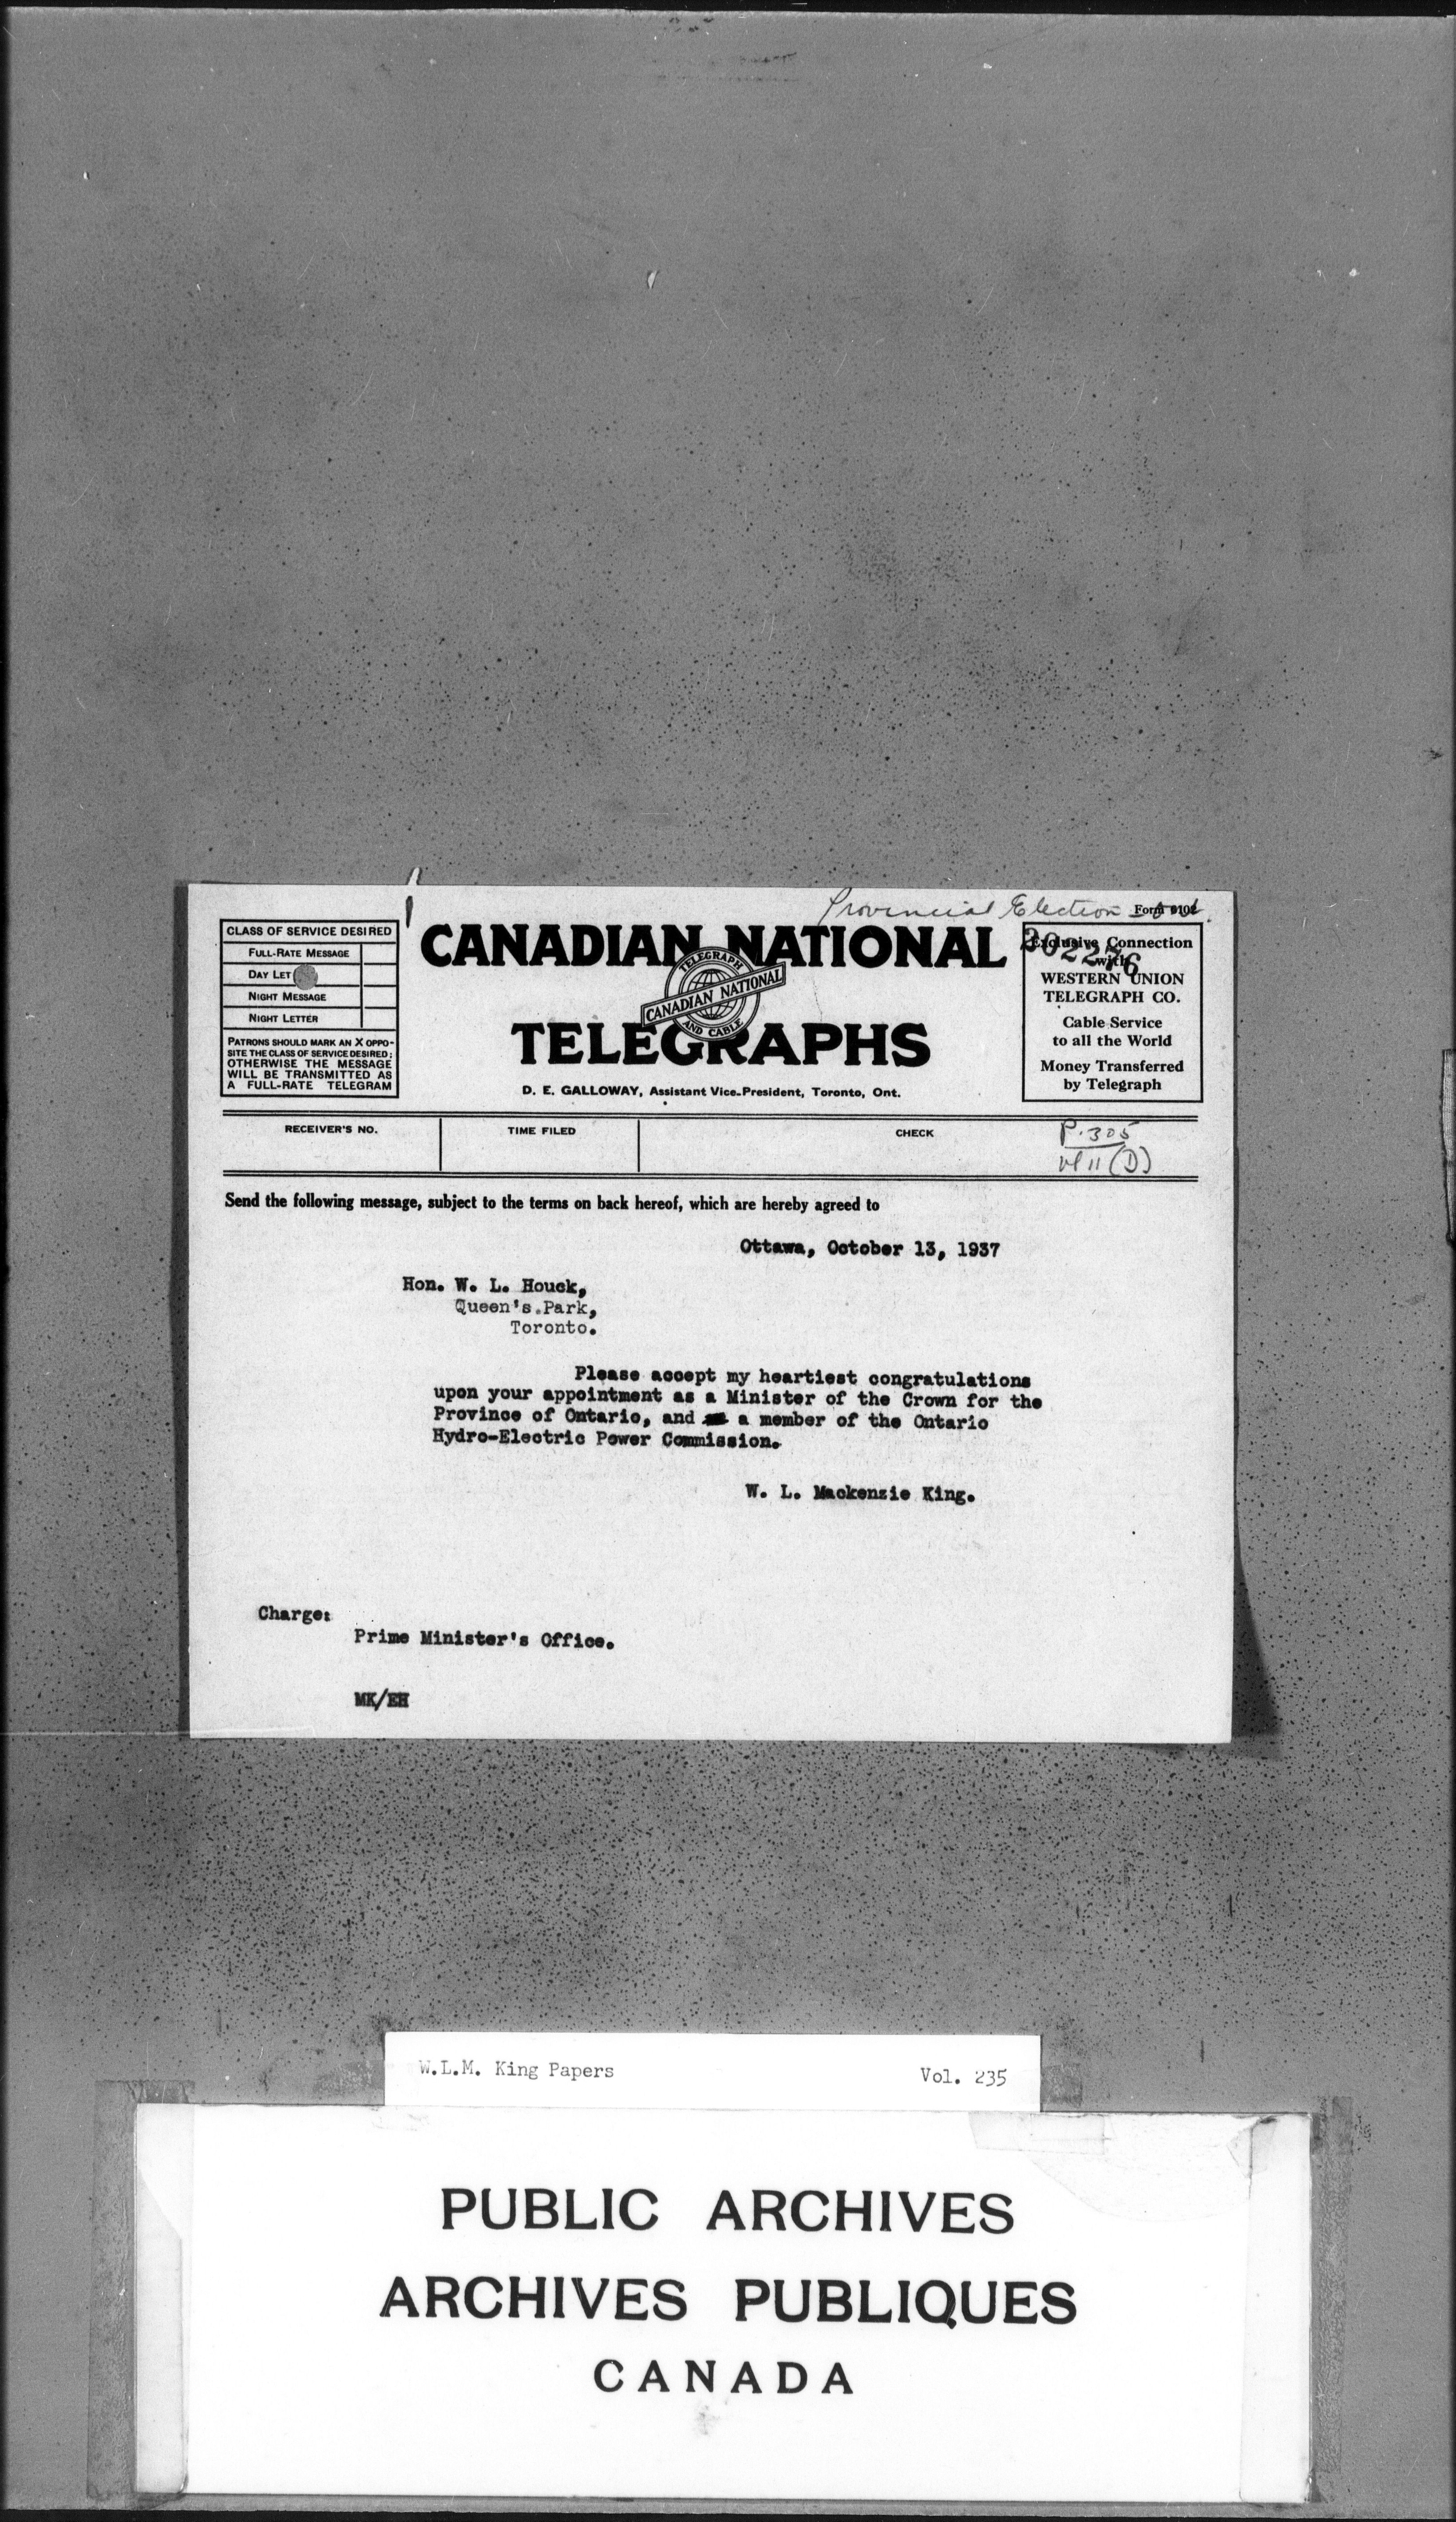 Provincial Election
Form 6102
202276
CLASS OF SERVICE DESIRED
FULL-RATE MESSAGE
DAY LET
NIGHT MESSAGE
NIGHT LETTER
PATRONS SHOULD MARK AN X OPPO-
SITE THE CLASS OF SERVICE DESIRED;
OTHERWISE THE MESSAGE
WILL BE TRANSMITTED AS
A FULL-RATE TELEGRAM
CANADIAN NATIONAL
TELEGRAPH
CANADIAN NATIONAL
AND CABLE
TELEGRAPHS
D. E. GALLOWAY, Assistant Vice-President, Toronto, Ont.
Exclusive Connection
with
WESTERN UNION
TELEGRAPH CO.
Cable Service
to all the World
Money Transferred
by Telegraph
RECEIVER'S NO.
TIME FILED
CHECK
P. 305
(D)
Send the following message, subject to the terms on back hereof, which are hereby agreed to
Ottawa, October 13, 1937
Hon. W. L. Houck,
Queen's Park,
Toronto.
Please accept my heartiest congratulations
upon your appointment as a Minister of the Crown for the
Province of Ontario, and a member of the Ontario
Hydro-Electric Power Commission.
W. L. Mackenzie King.
Charge:
Prime Minister's Office.
MK/EH
W.L.M. King Papers
Vol. 235
PUBLIC ARCHIVES
ARCHIVES PUBLIQUES
CANADA